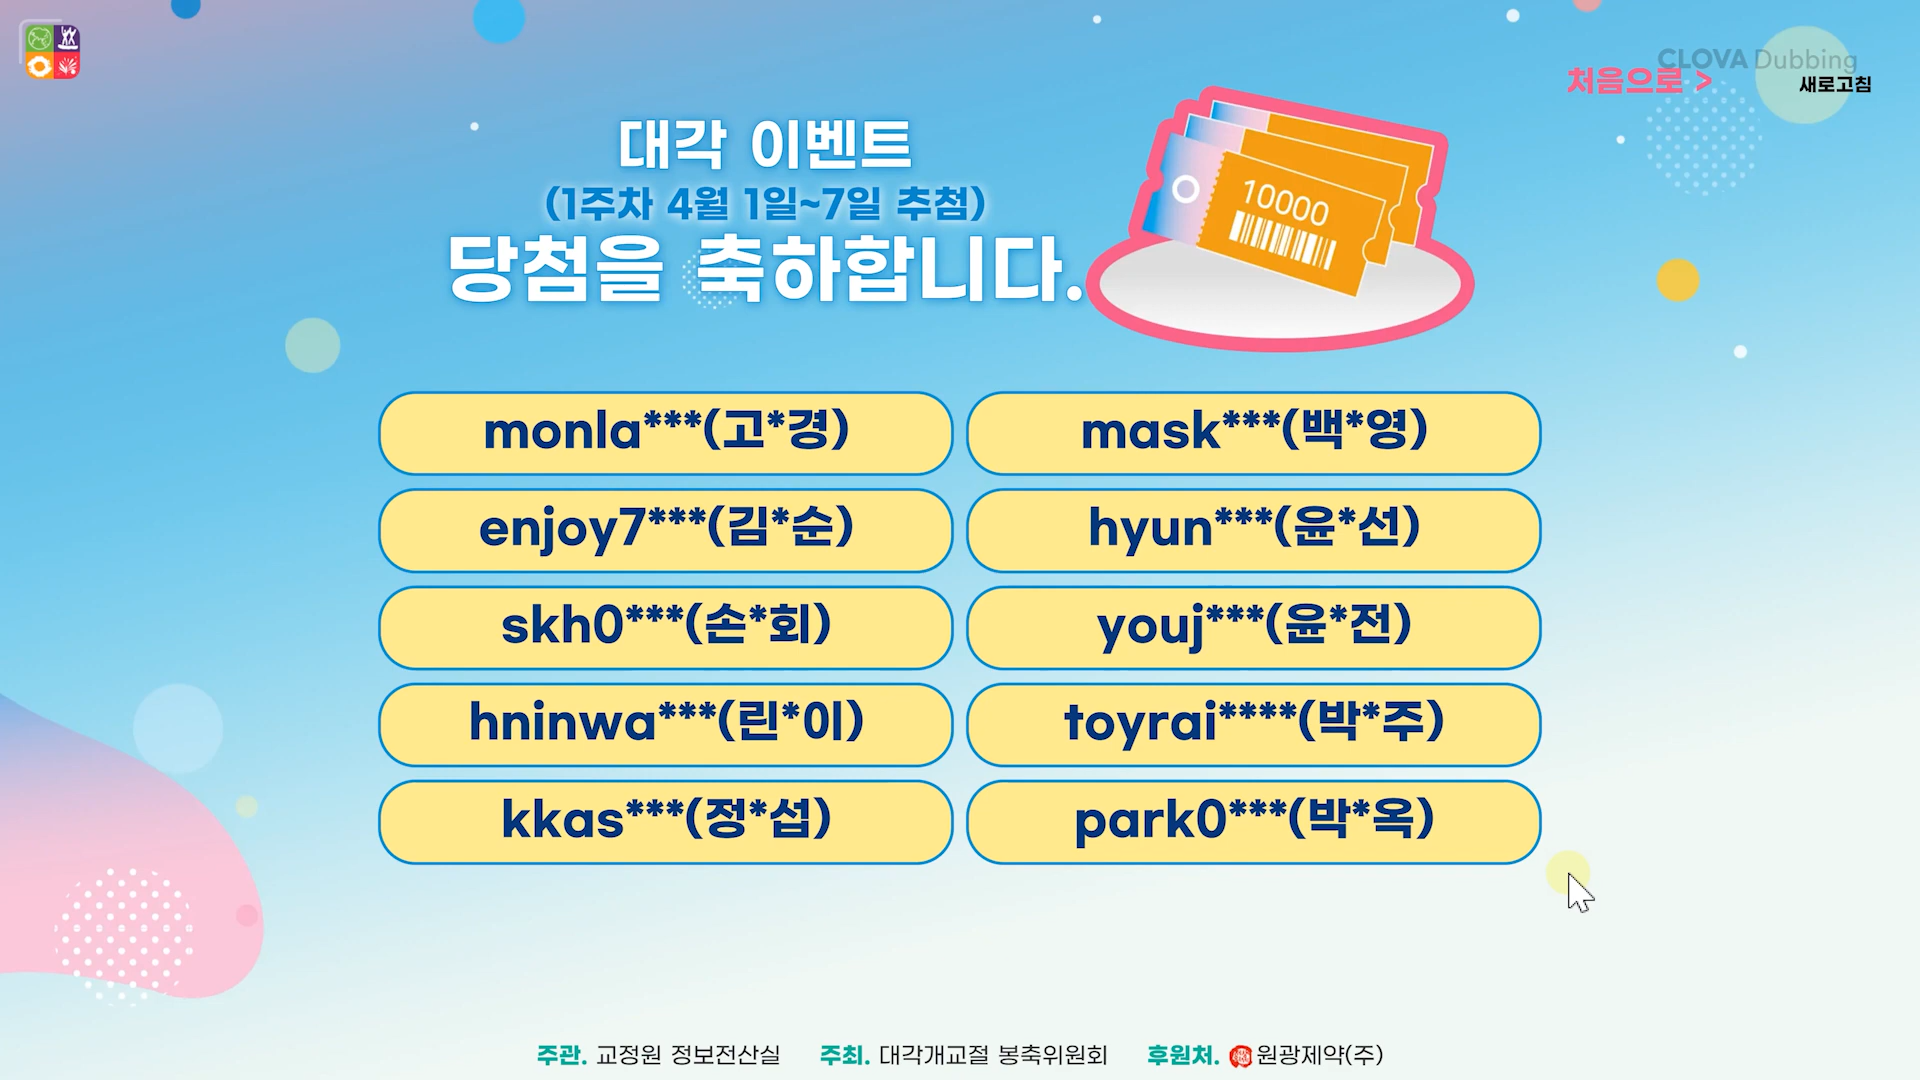 CLOVA Dubbing
처음으로 >
새로고침
대각 이벤트
(1주차 4월 1일~7일 추첨)
당첨을 축하합니다.
10000
monla***(고*경)
mask***(백*영)
enjoy7***(김*순)
hyun***(윤*선)
skh0***(손*회)
youj***(윤*전)
hninwa***(린*이)
toyrai****(박*주)
kkas***(정*섭)
park0***(박*옥)
주관. 교정원 정보전산실 주최. 대각개교절 봉축위원회 후원처. 원광제약(주)